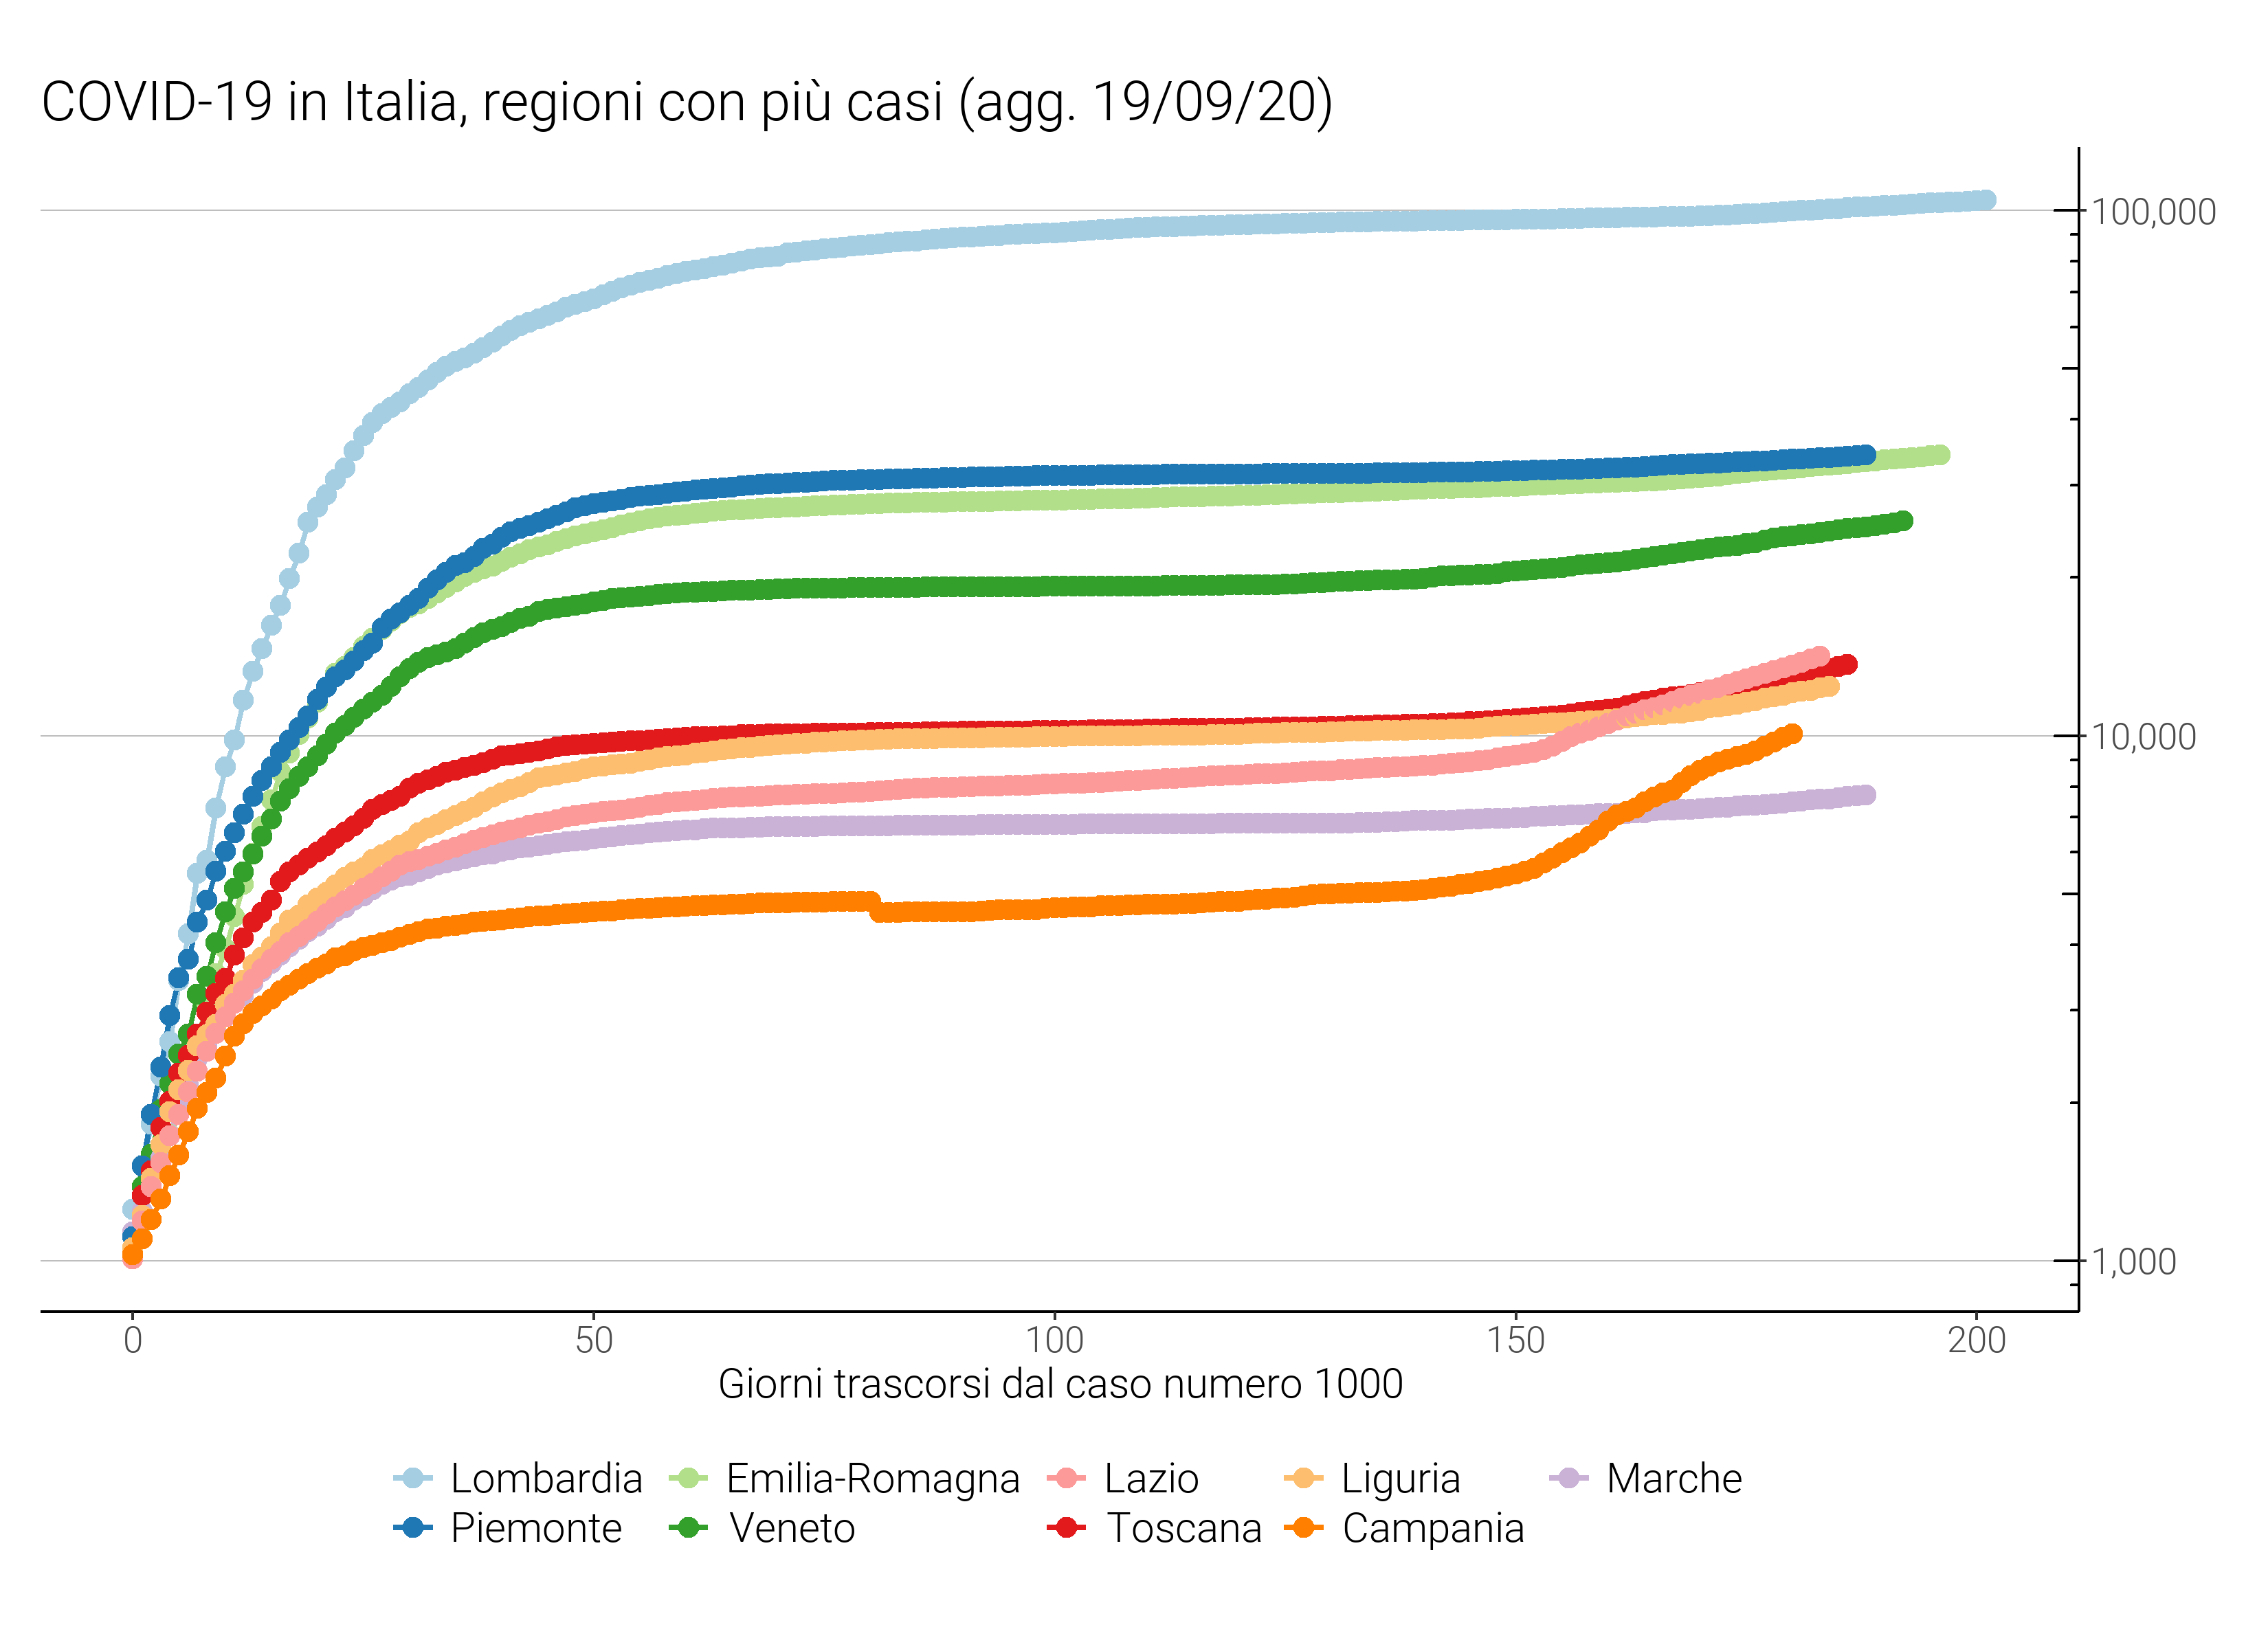 COVID-19 in Italia, regioni con più casi (agg. 19/09/20)
100,000
10,000
1,000
0 50 100 150 200
Giorni trascorsi dal caso numero 1000
Lombardia Emilia-Romagna Lazio Liguria Marche
Piemonte Veneto Toscana Campania